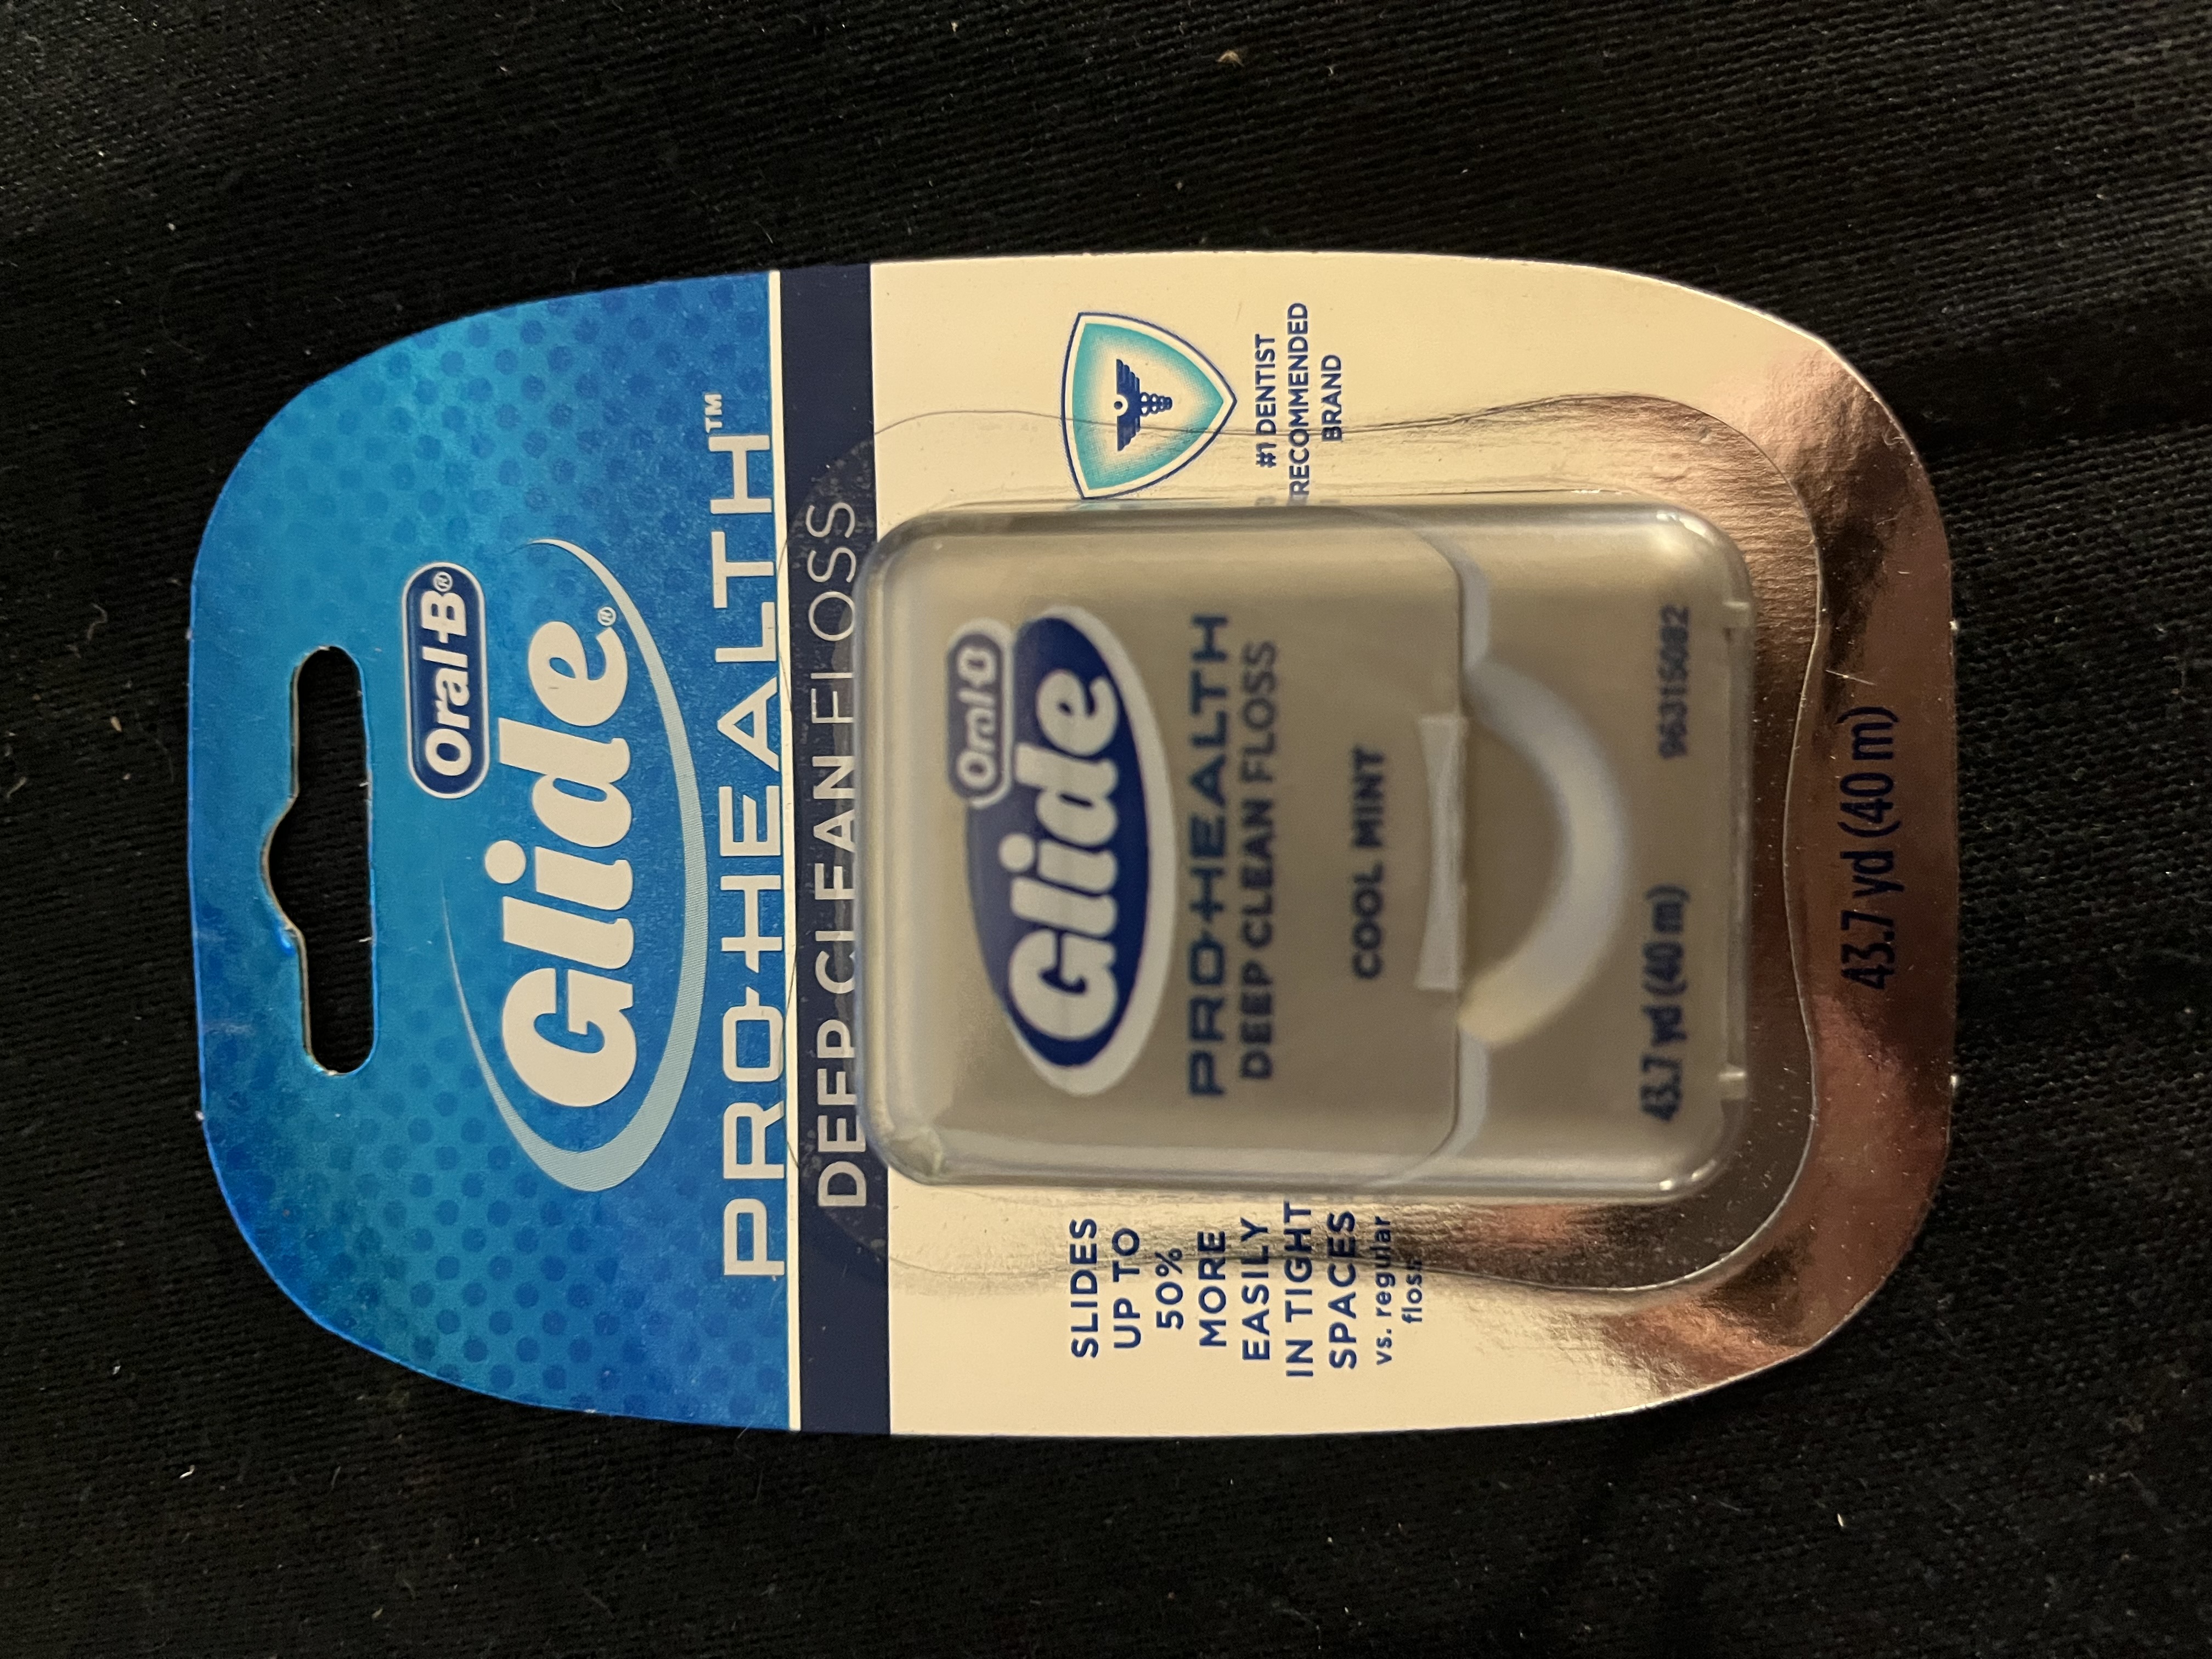 Oral-B®
Glide®
PRO-HEALTH™
DEEP CLEAN FLOSS
SLIDES
UP TO
50%
MORE
EASILY
IN TIGHT
SPACES
vs. regular
floss
Oral-B
Glide
PRO-HEALTH
DEEP CLEAN FLOSS
COOL MINT
43.7 yd (40 m)
96315082
#1 DENTIST
RECOMMENDED
BRAND
43.7 yd (40 m)